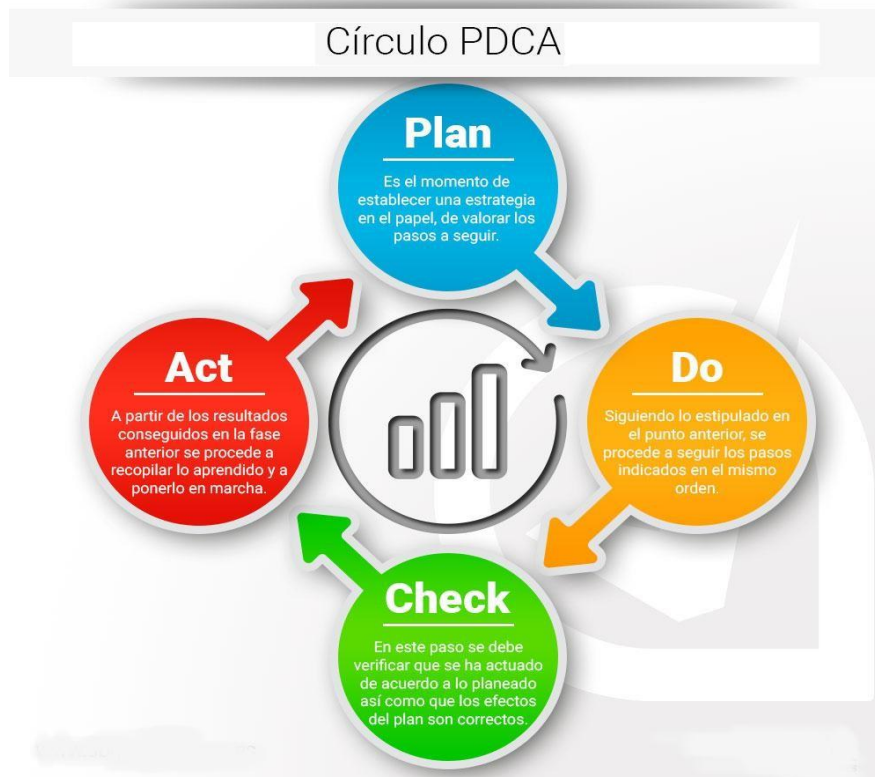 Círculo PDCA
Plan
Es el momento de
establecer una estrategia
en el papel, de valorar los
pasos a seguir.
Do
Siguiendo lo estipulado en
el punto anterior, se
procede a seguir los pasos
indicados en el mismo
orden.
Check
En este paso se debe
verificar que se ha actuado
de acuerdo a lo planeado
así como que los efectos
del plan son correctos.
Act
A partir de los resultados
conseguidos en la fase
anterior se procede a
recopilar lo aprendido y a
ponerlo en marcha.